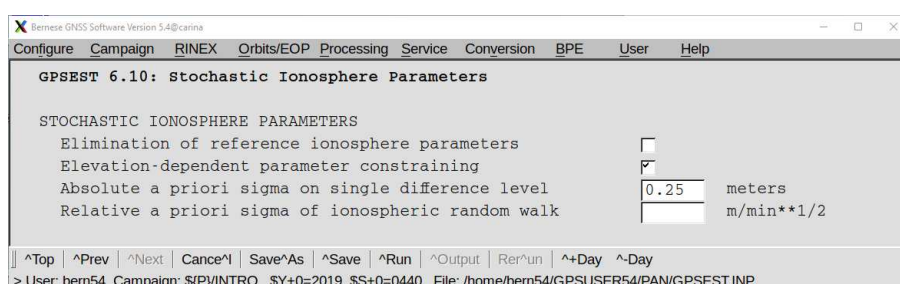 Bernese GNSS Software Version 5.4@carina
Configure Campaign RINEX Orbits/EOP Processing Service Conversion BPE User Help
GPSEST 6.10: Stochastic Ionosphere Parameters
STOCHASTIC IONOSPHERE PARAMETERS
Elimination of reference ionosphere parameters
Elevation-dependent parameter constraining
Absolute a priori sigma on single difference level 0.25 meters
Relative a priori sigma of ionospheric random walk m/min**1/2
^Top | ^Prev | ^Next | Cance^l | Save^As | ^Save | ^Run | ^Output | Rer^un | ^+Day ^-Day
> User: bern54 Campaign: ${P}/INTRO $Y+0=2019 $S+0=0440 File: /home/bern54/GPSUSER54/PAN/GPSEST.INP